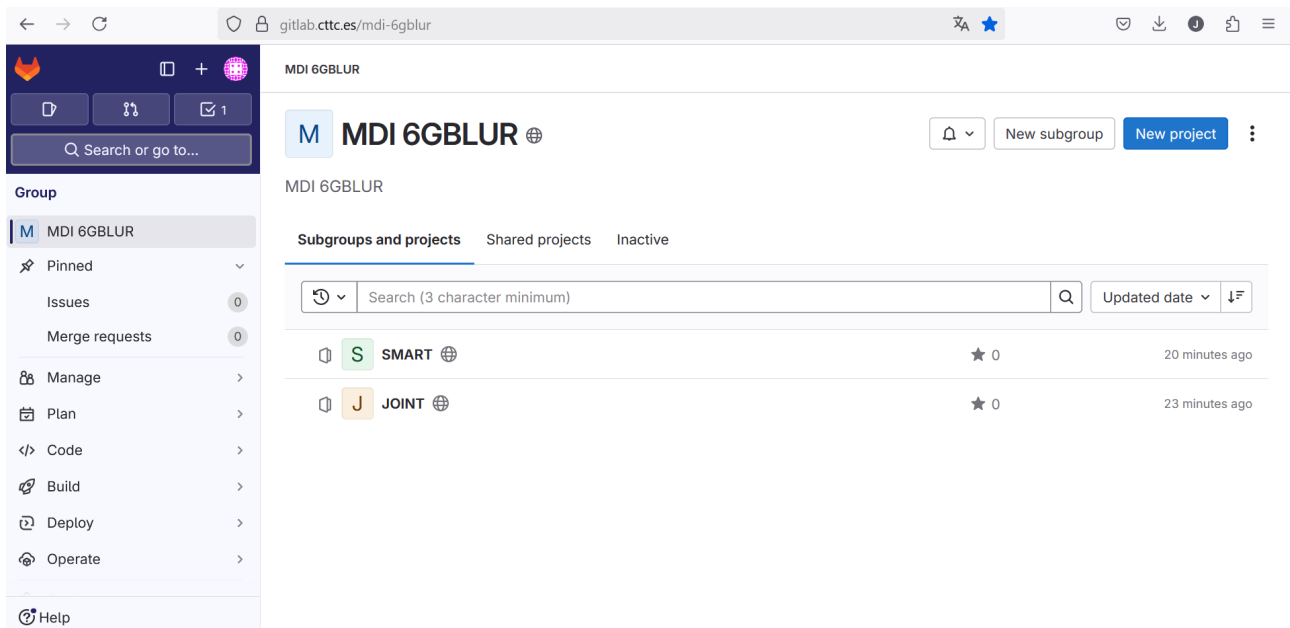 gitlab.cttc.es/mdi-6gblur
J
1
Search or go to...
Group
M MDI 6GBLUR
Pinned
Issues 0
Merge requests 0
Manage
Plan
Code
Build
Deploy
Operate
Help
MDI 6GBLUR
M MDI 6GBLUR
New subgroup
New project
MDI 6GBLUR
Subgroups and projects Shared projects Inactive
Search (3 character minimum)
Updated date
S SMART 0 20 minutes ago
J JOINT 0 23 minutes ago